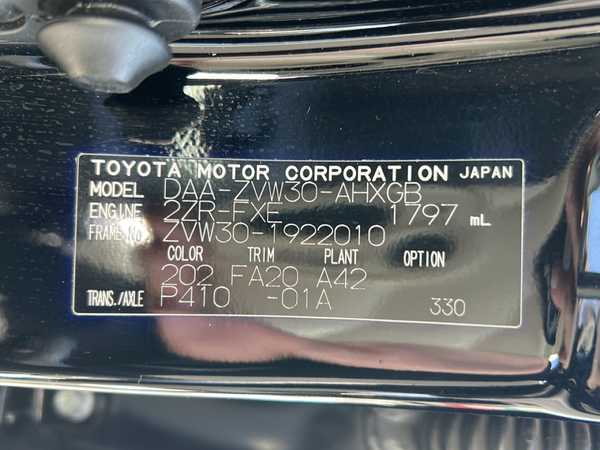 TOYOTA MOTOR CORPORATION JAPAN
MODEL DAA-ZVW30-AHXGB
ENGINE 2ZR-FXE 1797 mL
FRAME NO. ZVW30-1922010
COLOR TRIM PLANT OPTION
202 FA20 A42
TRANS./AXLE P410 -01A 330